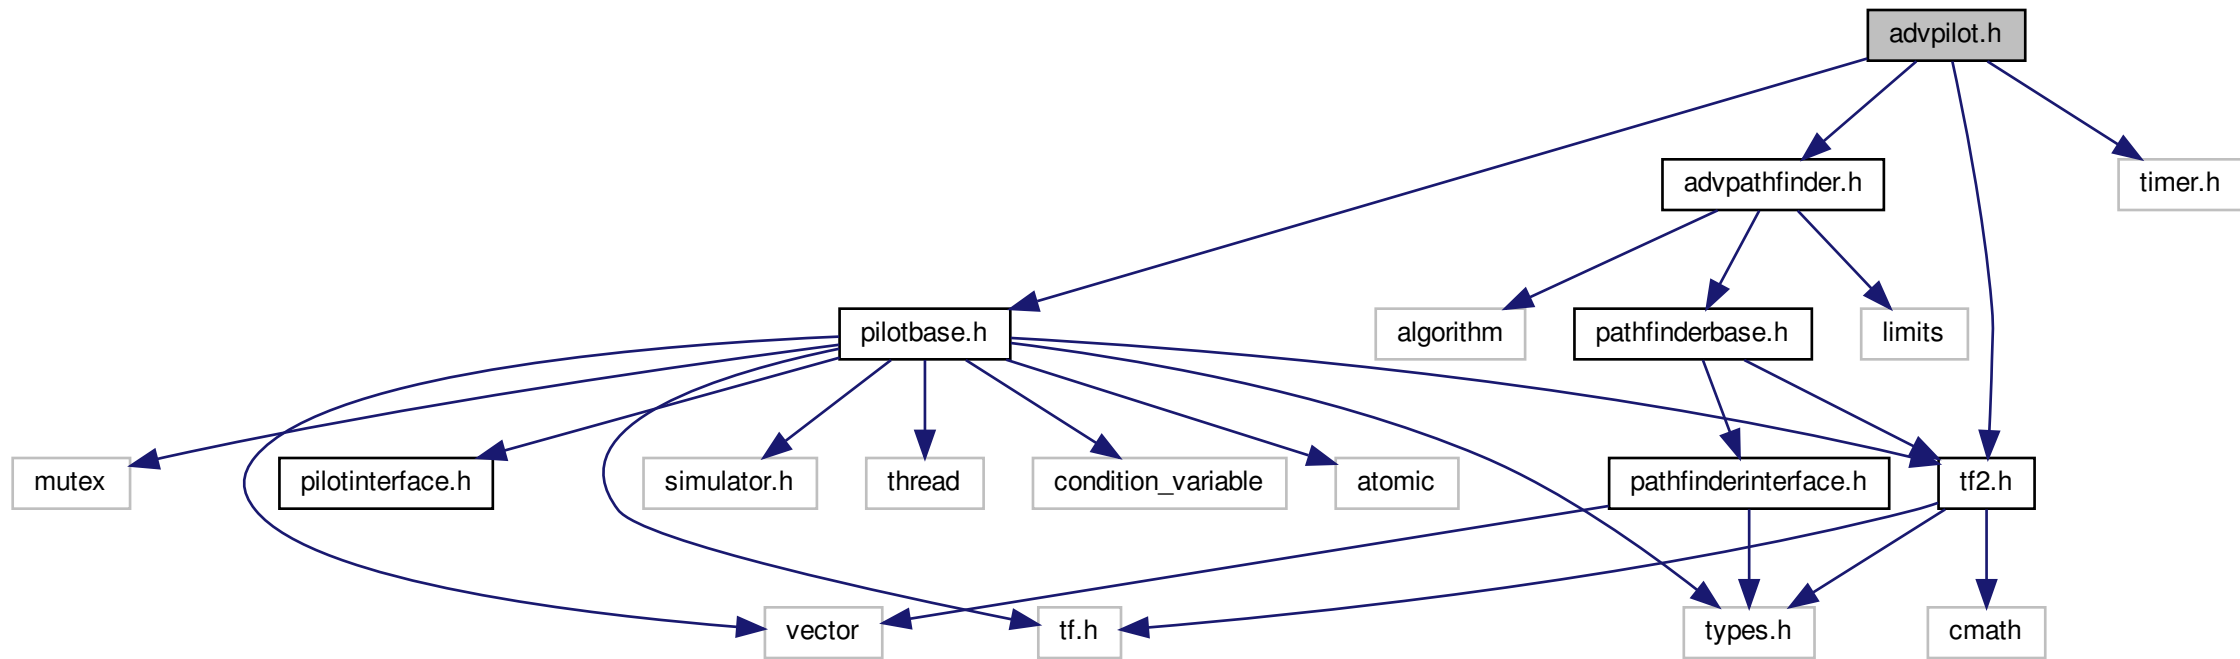 advpilot.h
advpathfinder.h
timer.h
pilotbase.h
algorithm
pathfinderbase.h
limits
mutex
pilotinterface.h
simulator.h
thread
condition_variable
atomic
pathfinderinterface.h
tf2.h
vector
tf.h
types.h
cmath